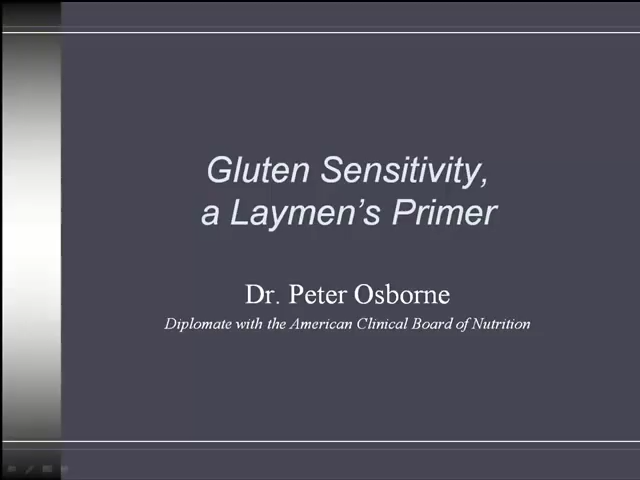 Gluten Sensitivity,
a Laymen's Primer
Dr. Peter Osborne
Diplomate with the American Clinical Board of Nutrition